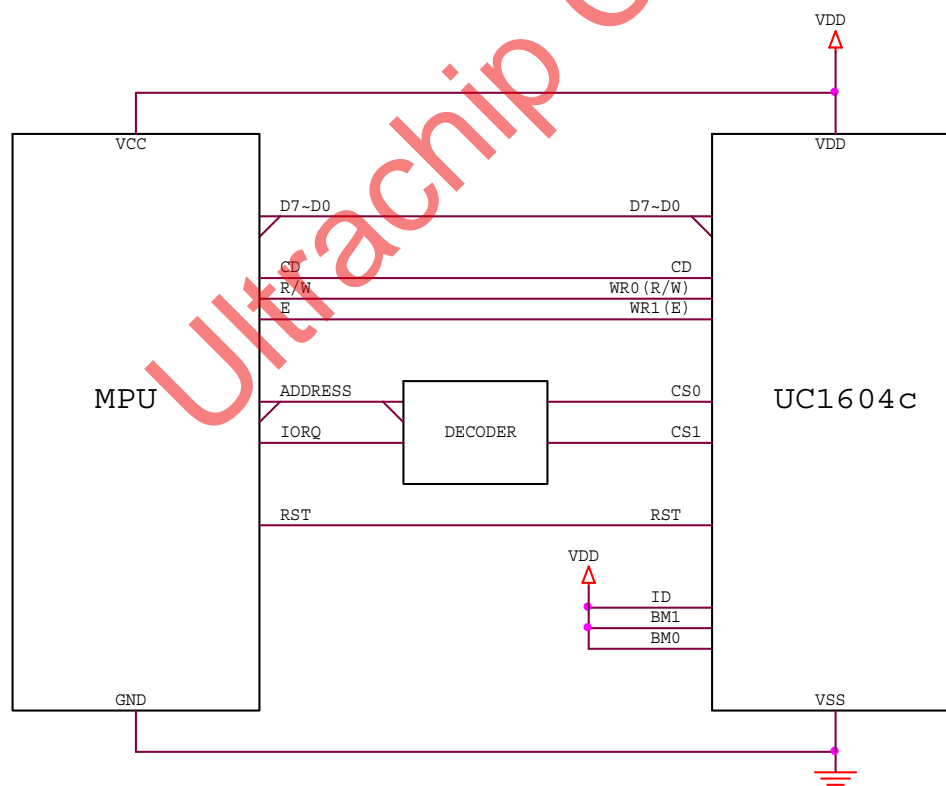 VDD
VCC
VDD
D7~D0
D7~D0
CD
CD
R/W
WR0(R/W)
E
WR1(E)
ADDRESS
CS0
MPU
DECODER
UC1604c
IORQ
CS1
RST
RST
VDD
ID
BM1
BM0
GND
VSS
Ultrachip